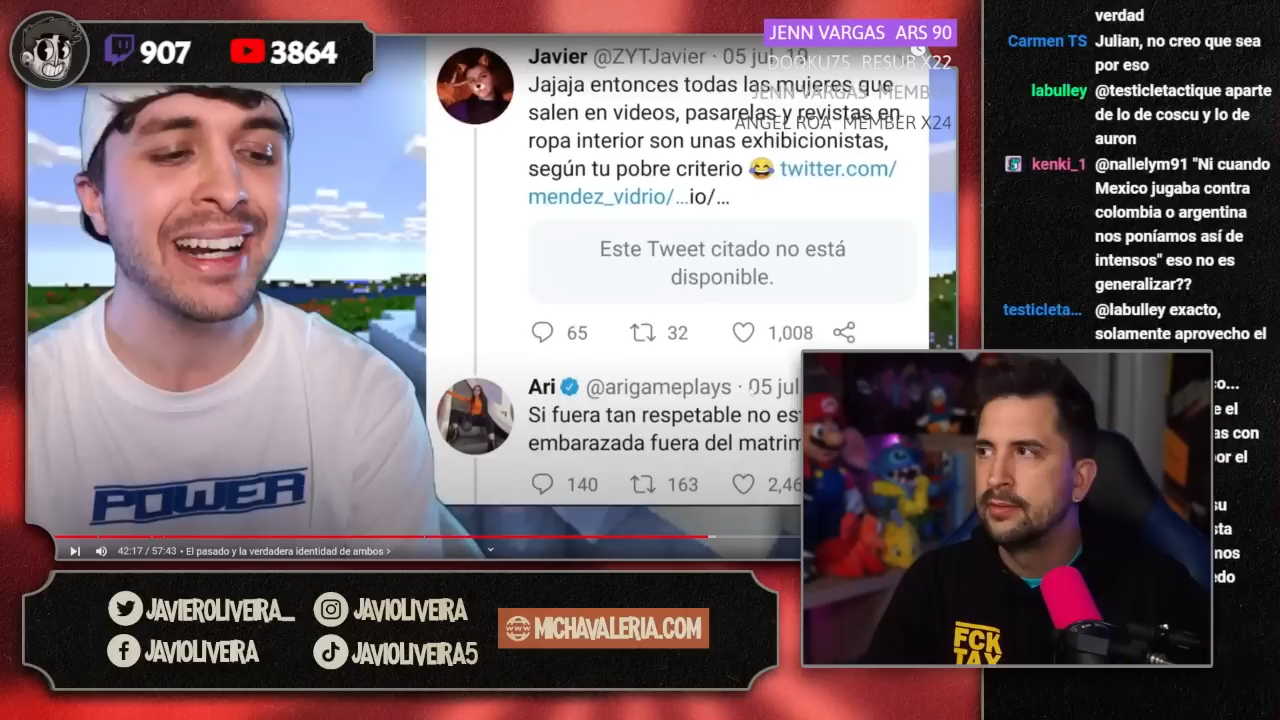 907
3864
Javier @ZYTJavier · 05 jul. 19
Jajaja entonces todas las mujeres que
salen en videos, pasarelas y revistas en
ropa interior son unas exhibicionistas,
según tu pobre criterio 😂 twitter.com/
mendez_vidrio/…io/…
Este Tweet citado no está
disponible.
65
32
1,008
Ari @arigameplays · 05 jul
Si fuera tan respetable no
embarazada fuera del
140
163
JENN VARGAS ARS 90
DOOKU75 RESUB X22
JENN VARGAS
ANGEL ROA MEMBER X24
POWER
42:17 / 57:43 • El pasado y la verdadera identidad de ambos ›
JAVIEROLIVEIRA_
JAVIOLIVEIRA
JAVIOLIVEIRA
JAVIOLIVEIRA5
MICHAVALERIA.COM
FCK
TAX
verdad
Carmen TS Julian, no creo que sea
por eso
labulley @testicletactique aparte
de lo de coscu y lo de
auron
kenki_1 @nallelym91 "Ni cuando
Mexico jugaba contra
colombia o argentina
nos poníamos así de
intensos" eso no es
generalizar??
testicleta... @labulley exacto,
solamente aprovecho el